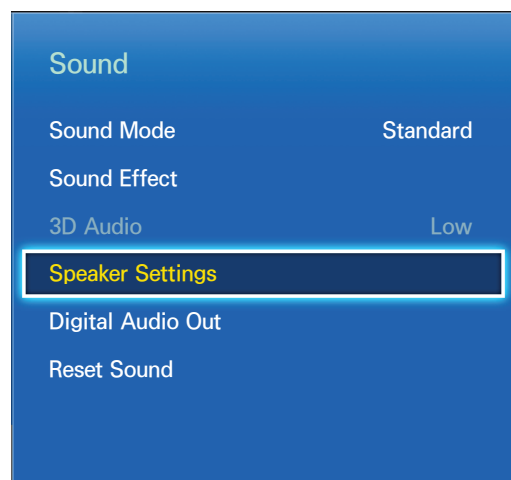 Sound
Sound Mode Standard
Sound Effect
3D Audio Low
Speaker Settings
Digital Audio Out
Reset Sound